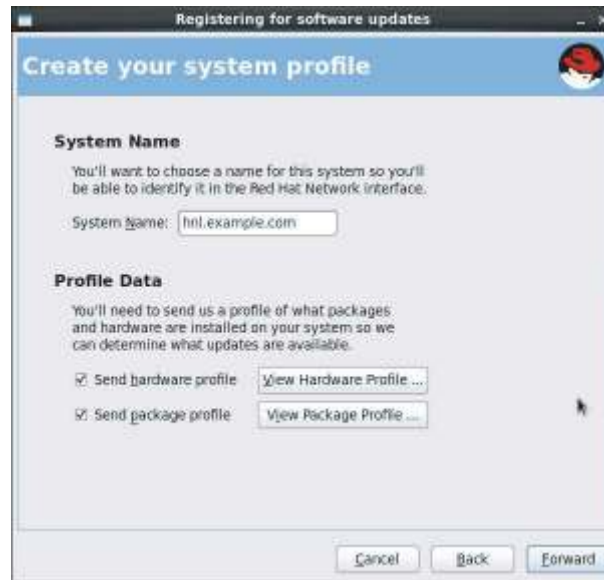 Registering for software updates
Create your system profile
System Name
You'll want to choose a name for this system so you'll
be able to identify it in the Red Hat Network interface.
System Name: hnl.example.com
Profile Data
You'll need to send us a profile of what packages
and hardware are installed on your system so we
can determine what updates are available.
Send hardware profile View Hardware Profile ...
Send package profile View Package Profile ...
Cancel Back Forward